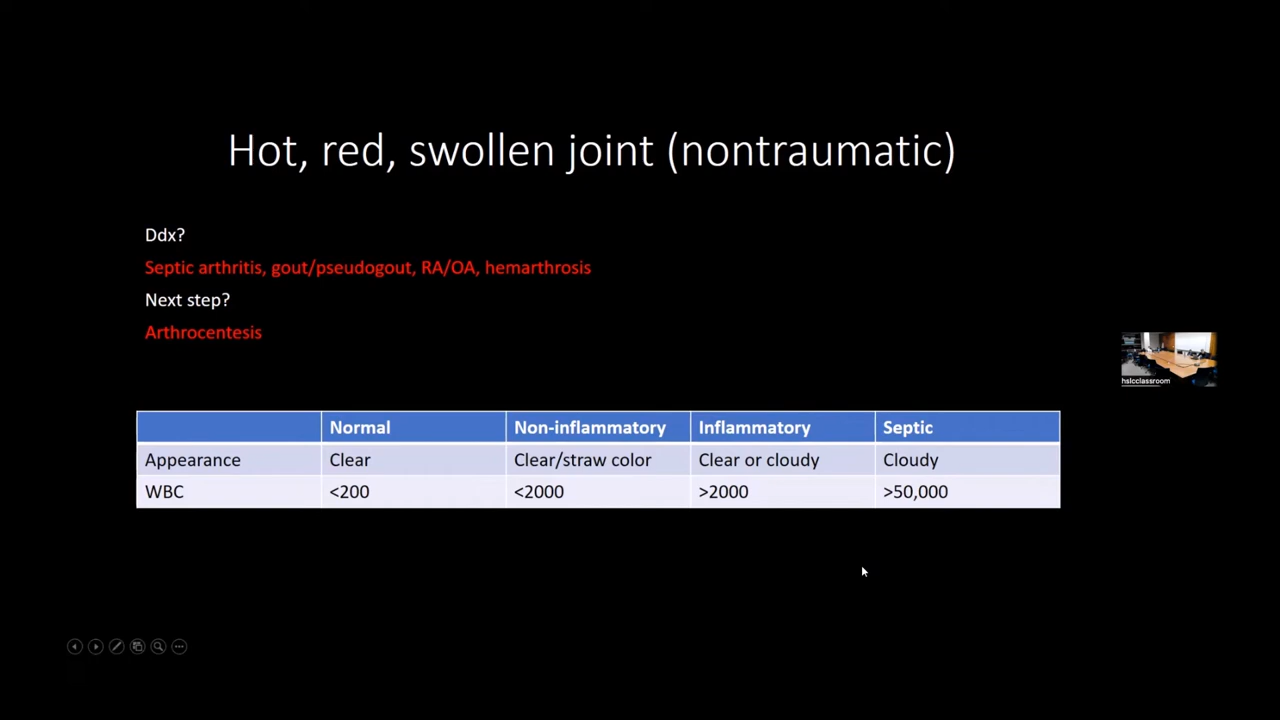 Hot, red, swollen joint (nontraumatic)
Ddx?
Septic arthritis, gout/pseudogout, RA/OA, hemarthrosis
Next step?
Arthrocentesis
hslcclassroom
Normal Non-inflammatory Inflammatory Septic
Appearance Clear Clear/straw color Clear or cloudy Cloudy
WBC <200 <2000 >2000 >50,000